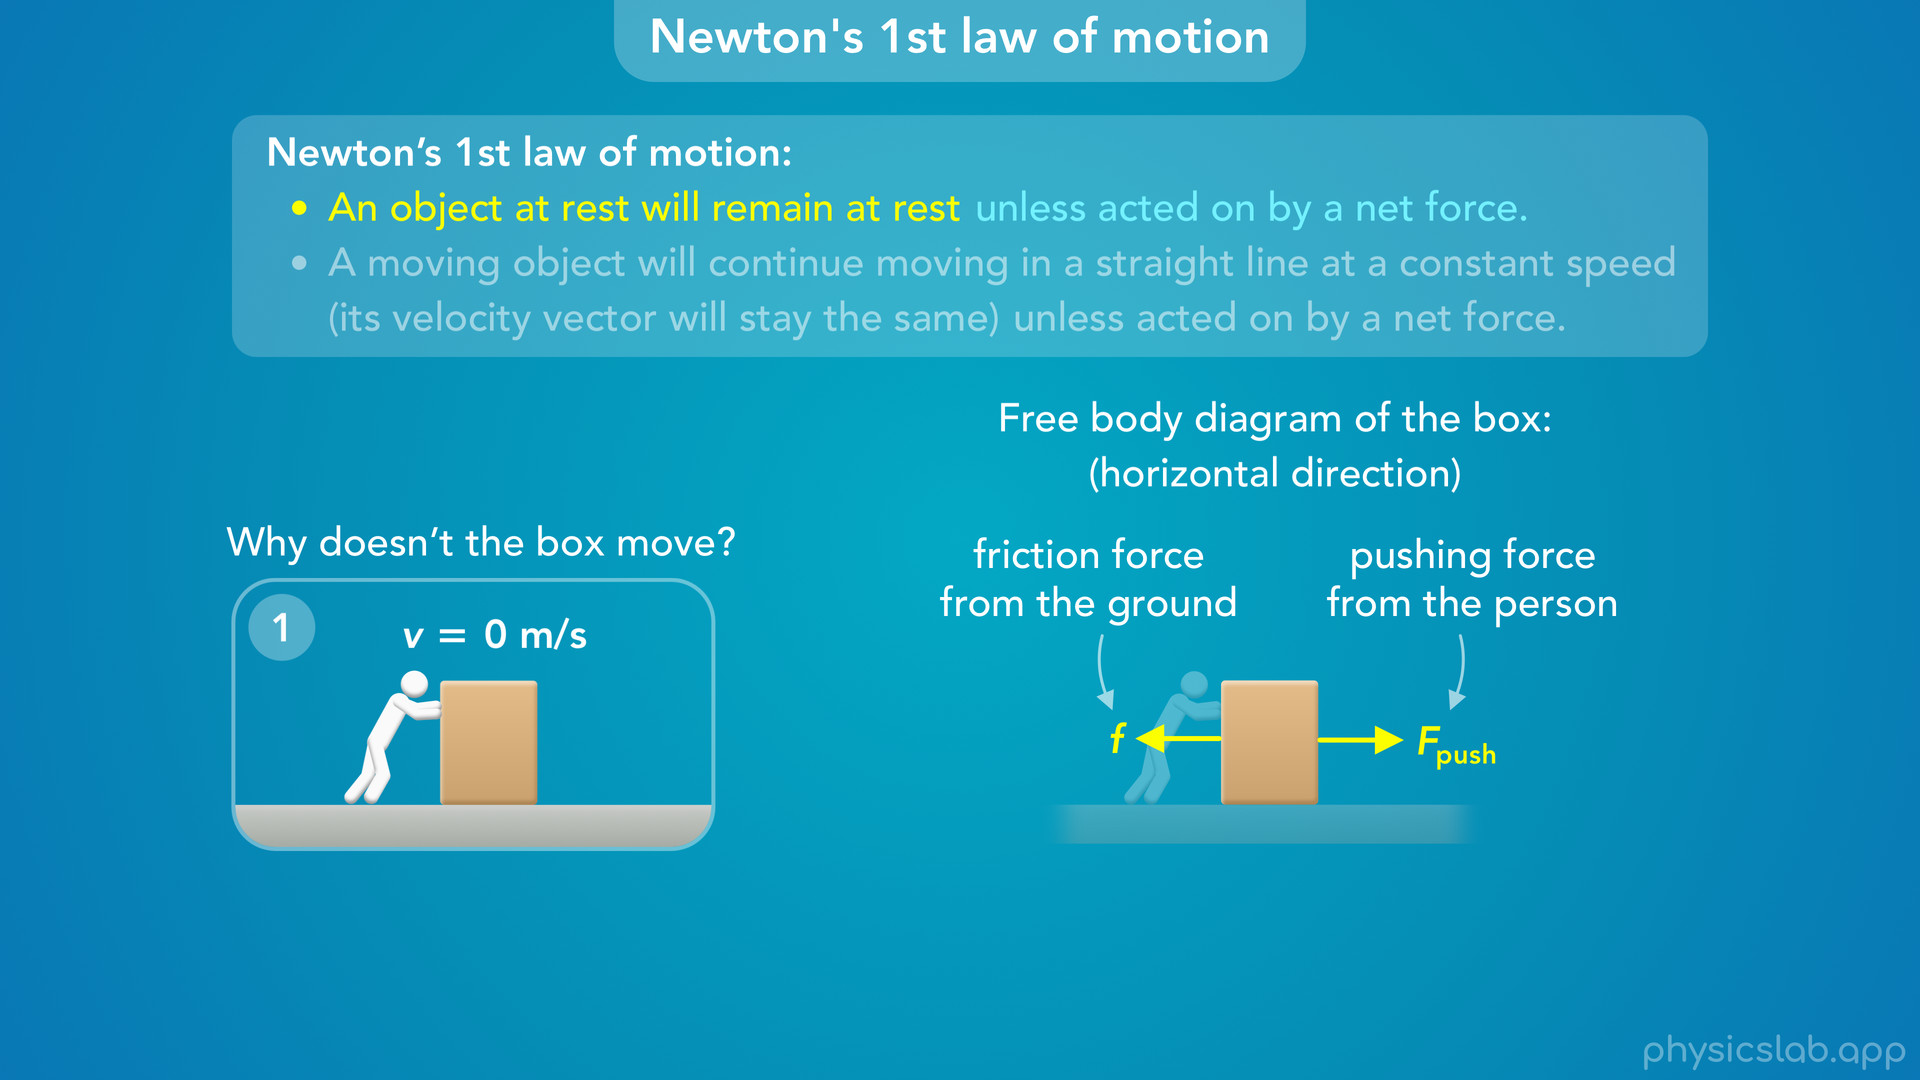 Newton's 1st law of motion
Newton’s 1st law of motion:
• An object at rest will remain at rest unless acted on by a net force.
• A moving object will continue moving in a straight line at a constant speed
(its velocity vector will stay the same) unless acted on by a net force.
Why doesn’t the box move?
1
v = 0 m/s
Free body diagram of the box:
(horizontal direction)
friction force
from the ground
pushing force
from the person
f
Fpush
physicslab.app